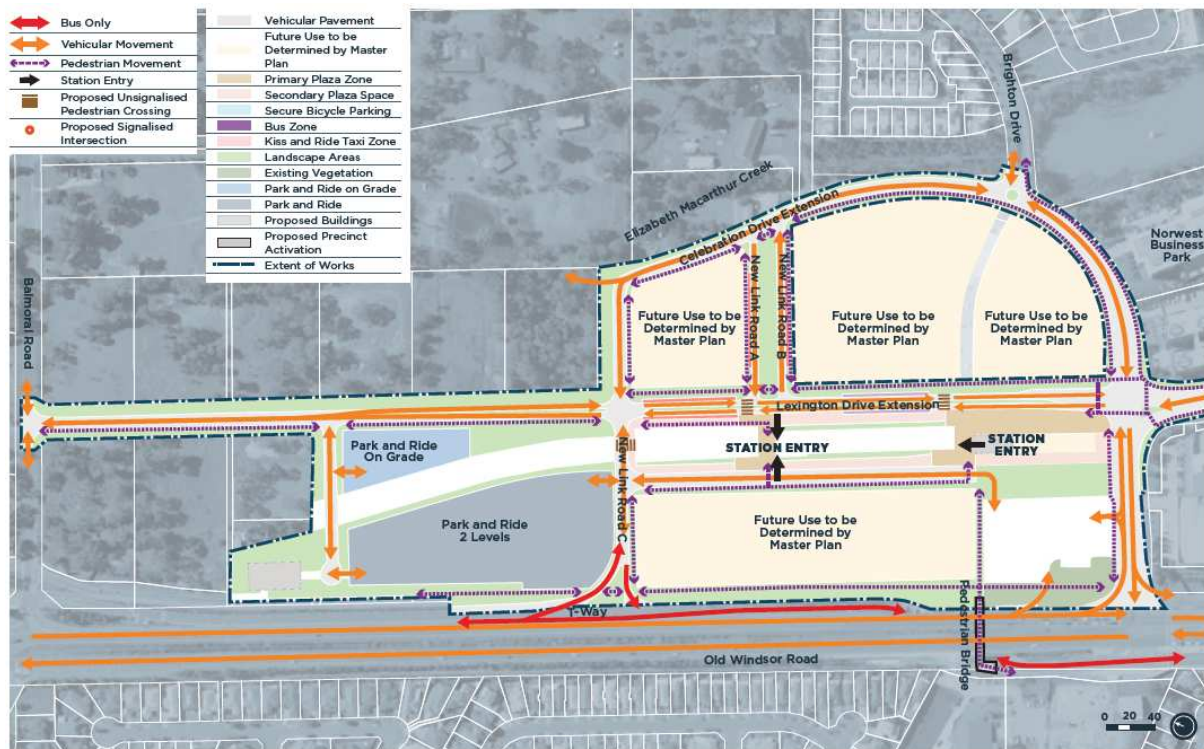 Bus Only
Vehicular Movement
Pedestrian Movement
Station Entry
Proposed Unsignalised
Pedestrian Crossing
Proposed Signalised
Intersection
Vehicular Pavement
Future Use to be
Determined by Master
Plan
Primary Plaza Zone
Secondary Plaza Space
Secure Bicycle Parking
Bus Zone
Kiss and Ride Taxi Zone
Landscape Areas
Existing Vegetation
Park and Ride on Grade
Park and Ride
Proposed Buildings
Proposed Precinct
Activation
Extent of Works
Brighton Drive
Elizabeth Macarthur Creek
Celebration Drive Extension
Norwest
Business
Park
Balmoral Road
New Link Road A
New Link Road B
Future Use to be
Determined by
Master Plan
Future Use to be
Determined by
Master Plan
Future Use to be
Determined by
Master Plan
Lexington Drive Extension
Park and Ride
On Grade
New Link Road C
STATION ENTRY
STATION
ENTRY
Park and Ride
2 Levels
Future Use to be
Determined by
Master Plan
T-Way
Pedestrian Bridge
Old Windsor Road
0 20 40